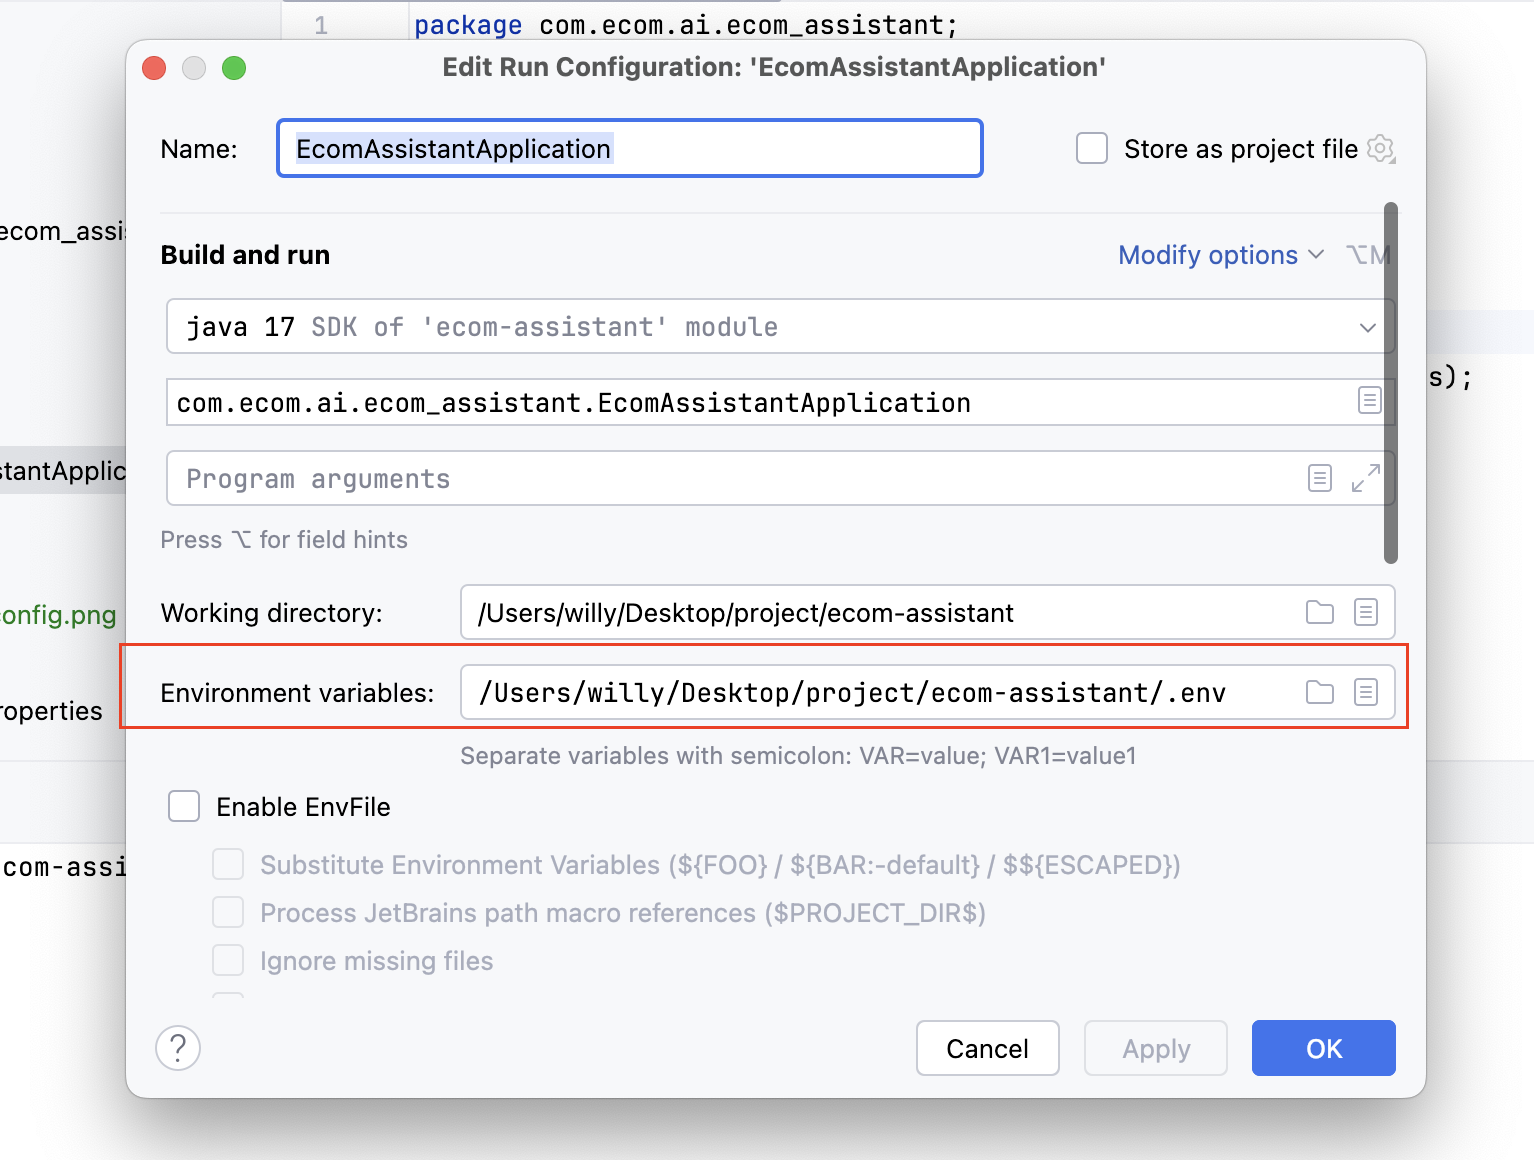 1 package com.ecom.ai.ecom_assistant;
Edit Run Configuration: 'EcomAssistantApplication'
Name: EcomAssistantApplication Store as project file
ecom_assis
Build and run Modify options ⌥M
java 17 SDK of 'ecom-assistant' module
s);
com.ecom.ai.ecom_assistant.EcomAssistantApplication
stantApplic
Program arguments
Press ⌥ for field hints
onfig.png
Working directory: /Users/willy/Desktop/project/ecom-assistant
Environment variables: /Users/willy/Desktop/project/ecom-assistant/.env
roperties
Separate variables with semicolon: VAR=value; VAR1=value1
Enable EnvFile
com-assi
Substitute Environment Variables (${FOO} / ${BAR:-default} / $${ESCAPED})
Process JetBrains path macro references ($PROJECT_DIR$)
Ignore missing files
? Cancel Apply OK